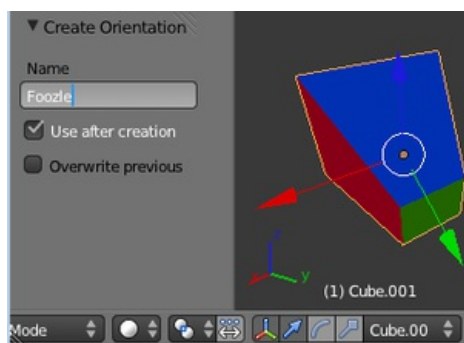 Create Orientation
Name
Foozle
Use after creation
Overwrite previous
z
y
(1) Cube.001
Mode
Cube.00